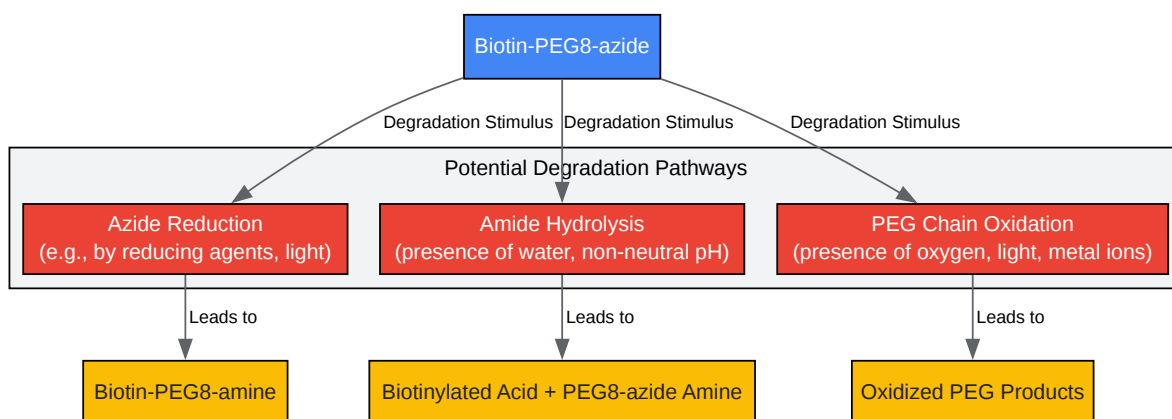 Biotin-PEG8-azide
Degradation Stimulus
Degradation Stimulus
Degradation Stimulus
Potential Degradation Pathways
Azide Reduction
(e.g., by reducing agents, light)
Amide Hydrolysis
(presence of water, non-neutral pH)
PEG Chain Oxidation
(presence of oxygen, light, metal ions)
Leads to
Leads to
Leads to
Biotin-PEG8-amine
Biotinylated Acid + PEG8-azide Amine
Oxidized PEG Products